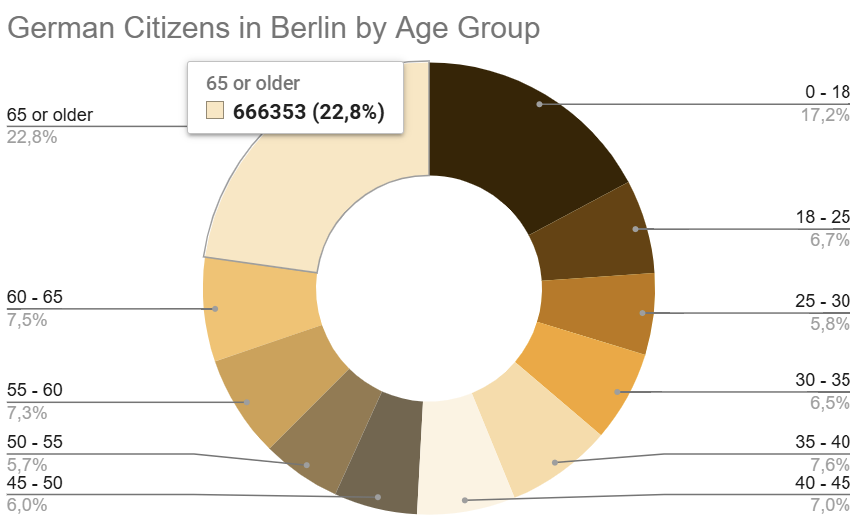 German Citizens in Berlin by Age Group
65 or older
666353 (22,8%)
0 - 18
17,2%
18 - 25
6,7%
25 - 30
5,8%
30 - 35
6,5%
35 - 40
7,6%
40 - 45
7,0%
65 or older
22,8%
60 - 65
7,5%
55 - 60
7,3%
50 - 55
5,7%
45 - 50
6,0%